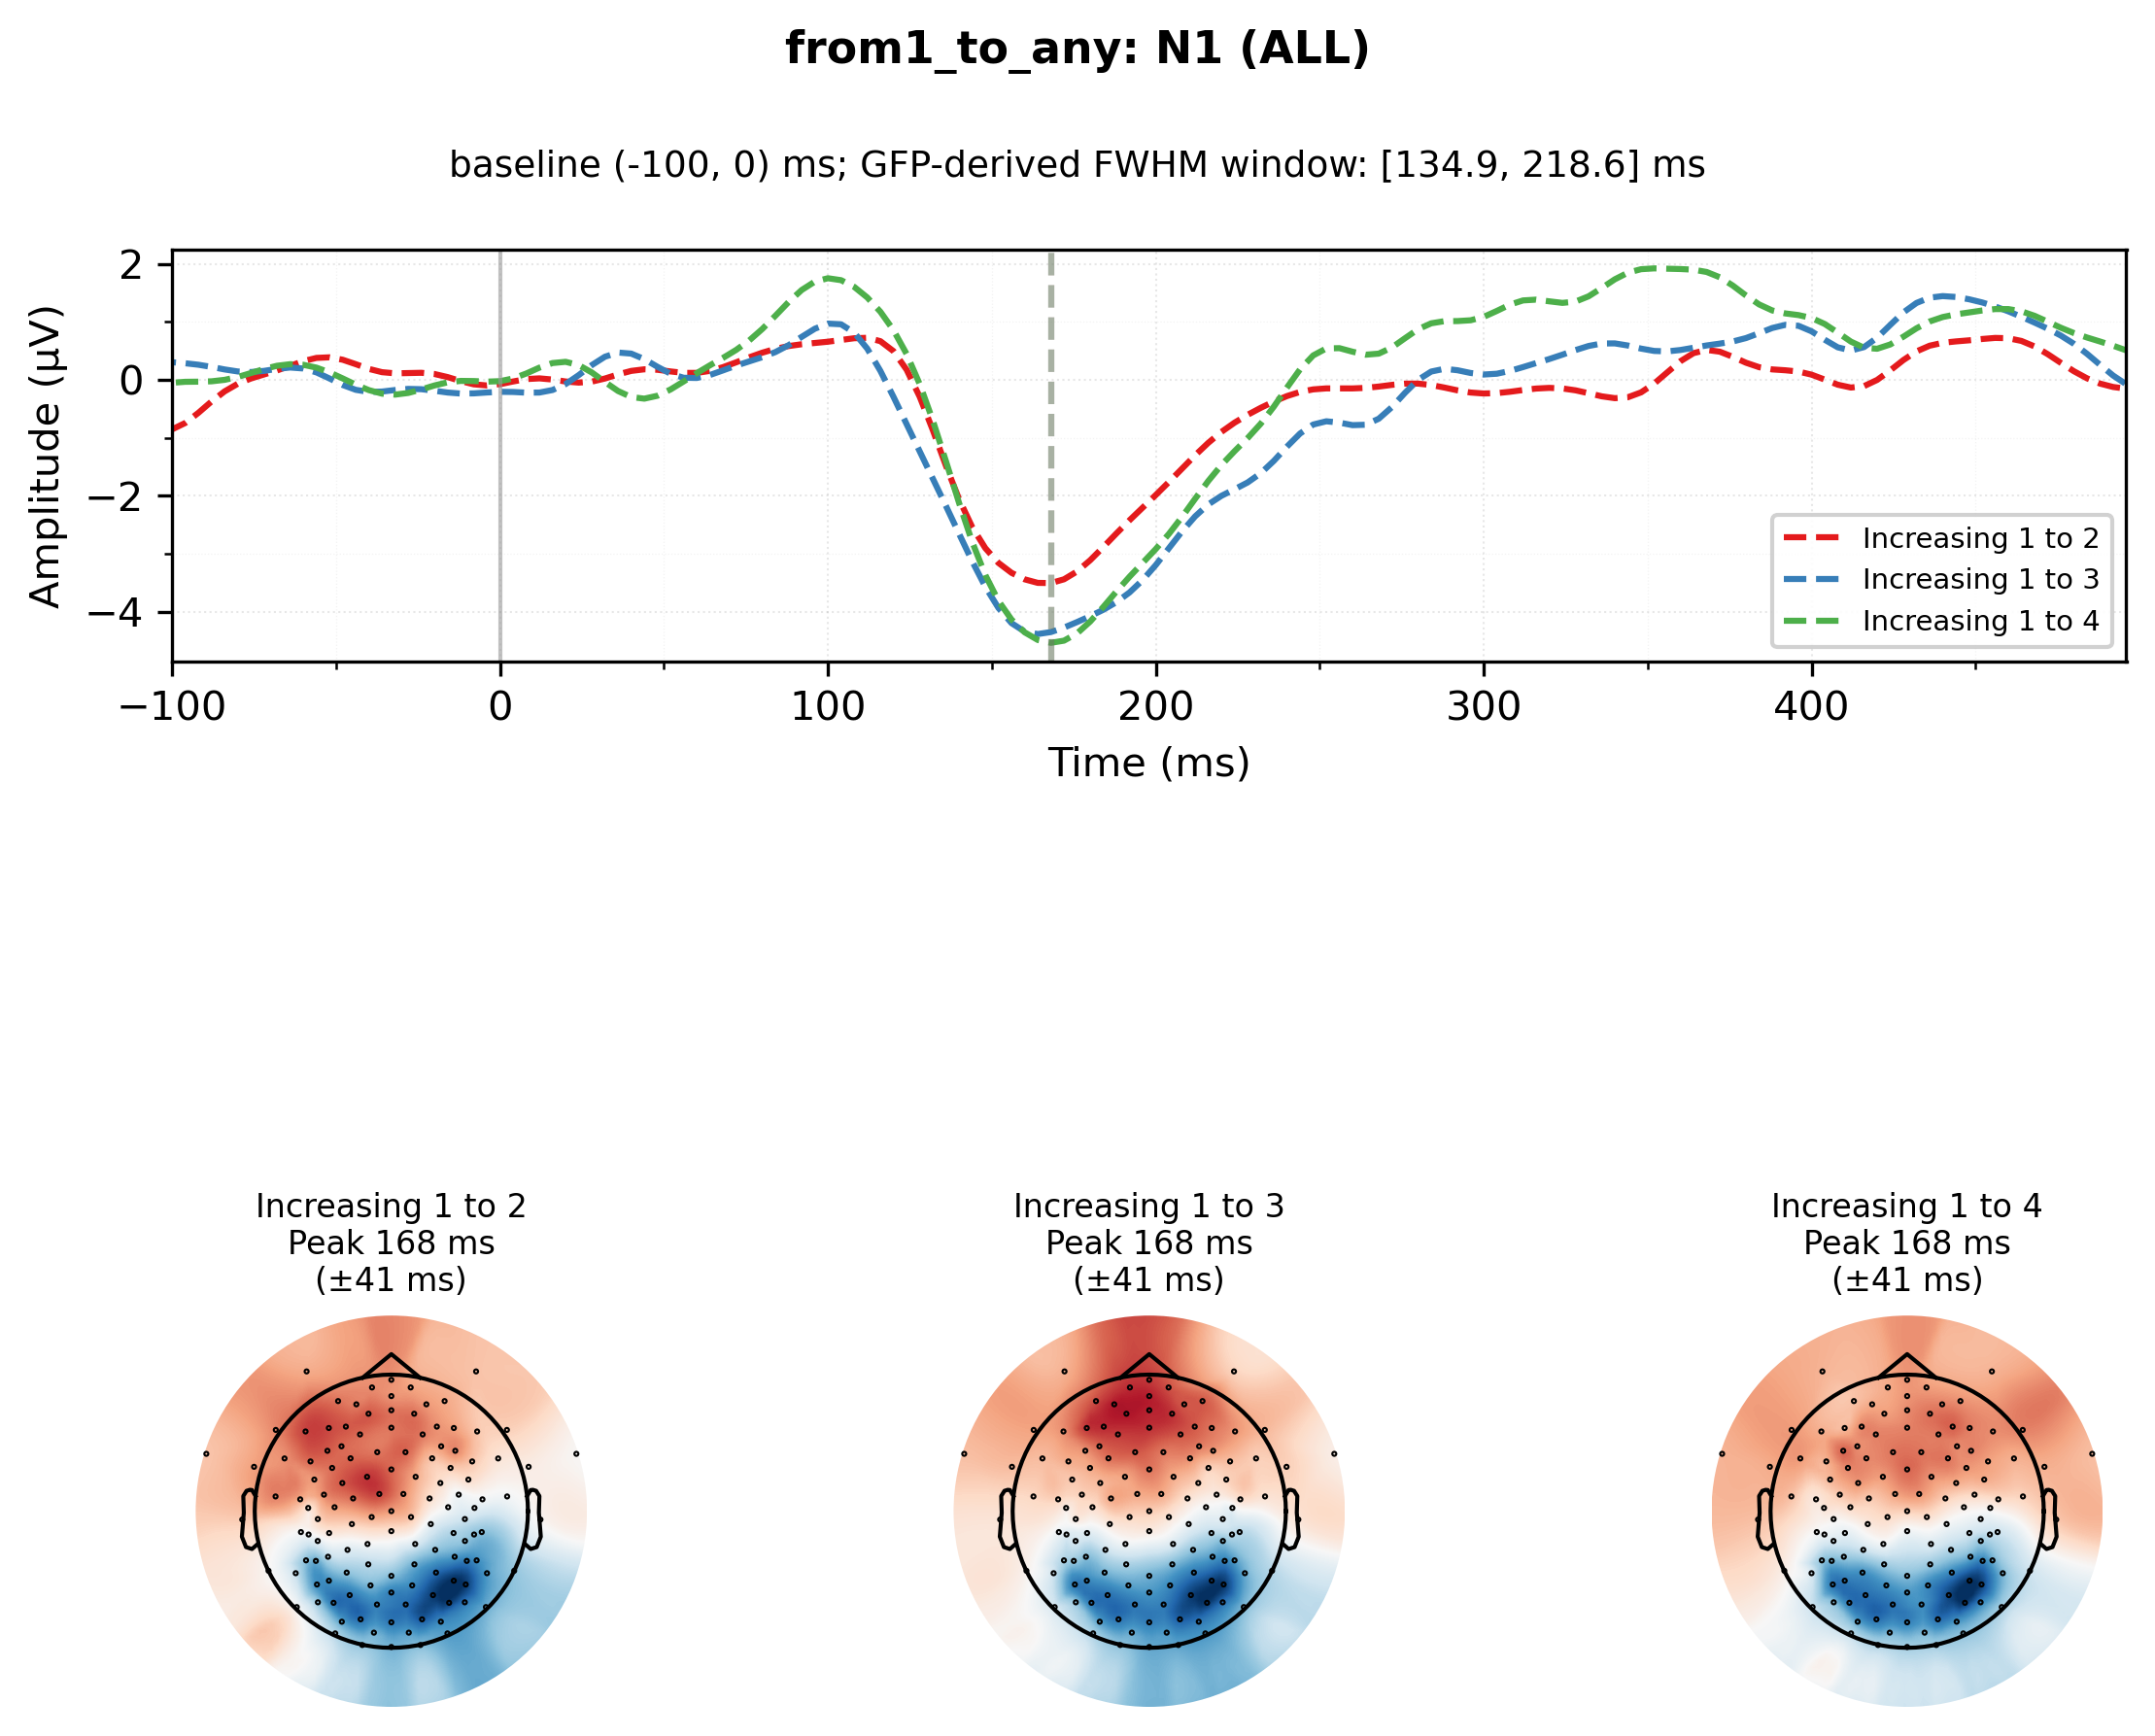 from1_to_any: N1 (ALL)
baseline (-100, 0) ms; GFP-derived FWHM window: [134.9, 218.6] ms
Amplitude (µV)
2
0
−2
−4
Increasing 1 to 2
Increasing 1 to 3
Increasing 1 to 4
−100
0
100
200
300
400
Time (ms)
Increasing 1 to 2
Peak 168 ms
(±41 ms)
Increasing 1 to 3
Peak 168 ms
(±41 ms)
Increasing 1 to 4
Peak 168 ms
(±41 ms)